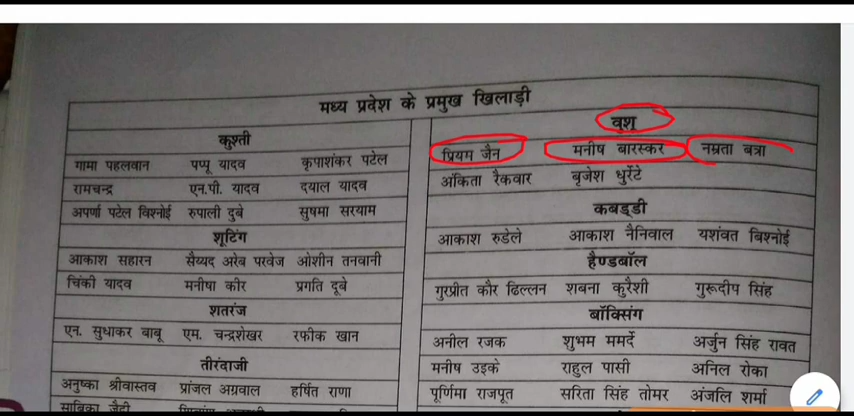 मध्य प्रदेश के प्रमुख खिलाड़ी
कुश्ती
गामा पहलवान पप्पू यादव कृपाशंकर पटेल
रामचन्द्र एन.पी. यादव दयाल यादव
अपर्णा पटेल विश्नोई रुपाली दुबे सुषमा सरयाम
शूटिंग
आकाश सहारन सैय्यद अरेब परवेज ओशीन तनवानी
चिंकी यादव मनीषा कीर प्रगति दूबे
शतरंज
एन. सुधाकर बाबू एम. चन्द्रशेखर रफीक खान
तीरंदाजी
अनुष्का श्रीवास्तव प्रांजल अग्रवाल हर्षित राणा
वुशू
प्रियम जैन मनीष बारस्कर नम्रता बत्रा
अंकिता रैकवार बृजेश धुर्रेटे
कबड्डी
आकाश रुडेले आकाश नैनिवाल यशंवत बिश्नोई
हैण्डबॉल
गुरप्रीत कौर ढिल्लन शबना कुरैशी गुरूदीप सिंह
बॉक्सिंग
अनील रजक शुभम ममर्दे अर्जुन सिंह रावत
मनीष उइके राहुल पासी अनिल रोका
पूर्णिमा राजपूत सरिता सिंह तोमर अंजलि शर्मा